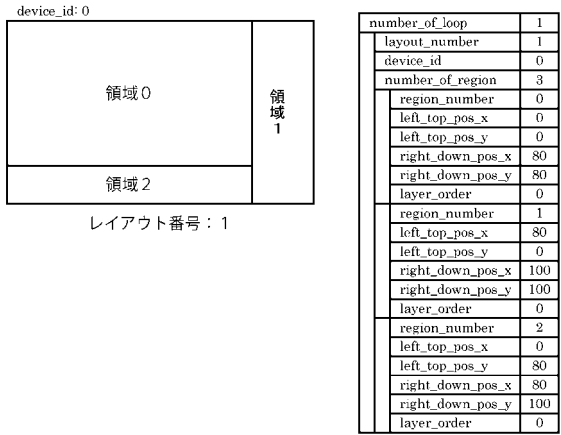 device_id: 0
領域0
領域1
領域2
レイアウト番号：1
number_of_loop 1
layout_number 1
device_id 0
number_of_region 3
region_number 0
left_top_pos_x 0
left_top_pos_y 0
right_down_pos_x 80
right_down_pos_y 80
layer_order 0
region_number 1
left_top_pos_x 80
left_top_pos_y 0
right_down_pos_x 100
right_down_pos_y 100
layer_order 0
region_number 2
left_top_pos_x 0
left_top_pos_y 80
right_down_pos_x 80
right_down_pos_y 100
layer_order 0